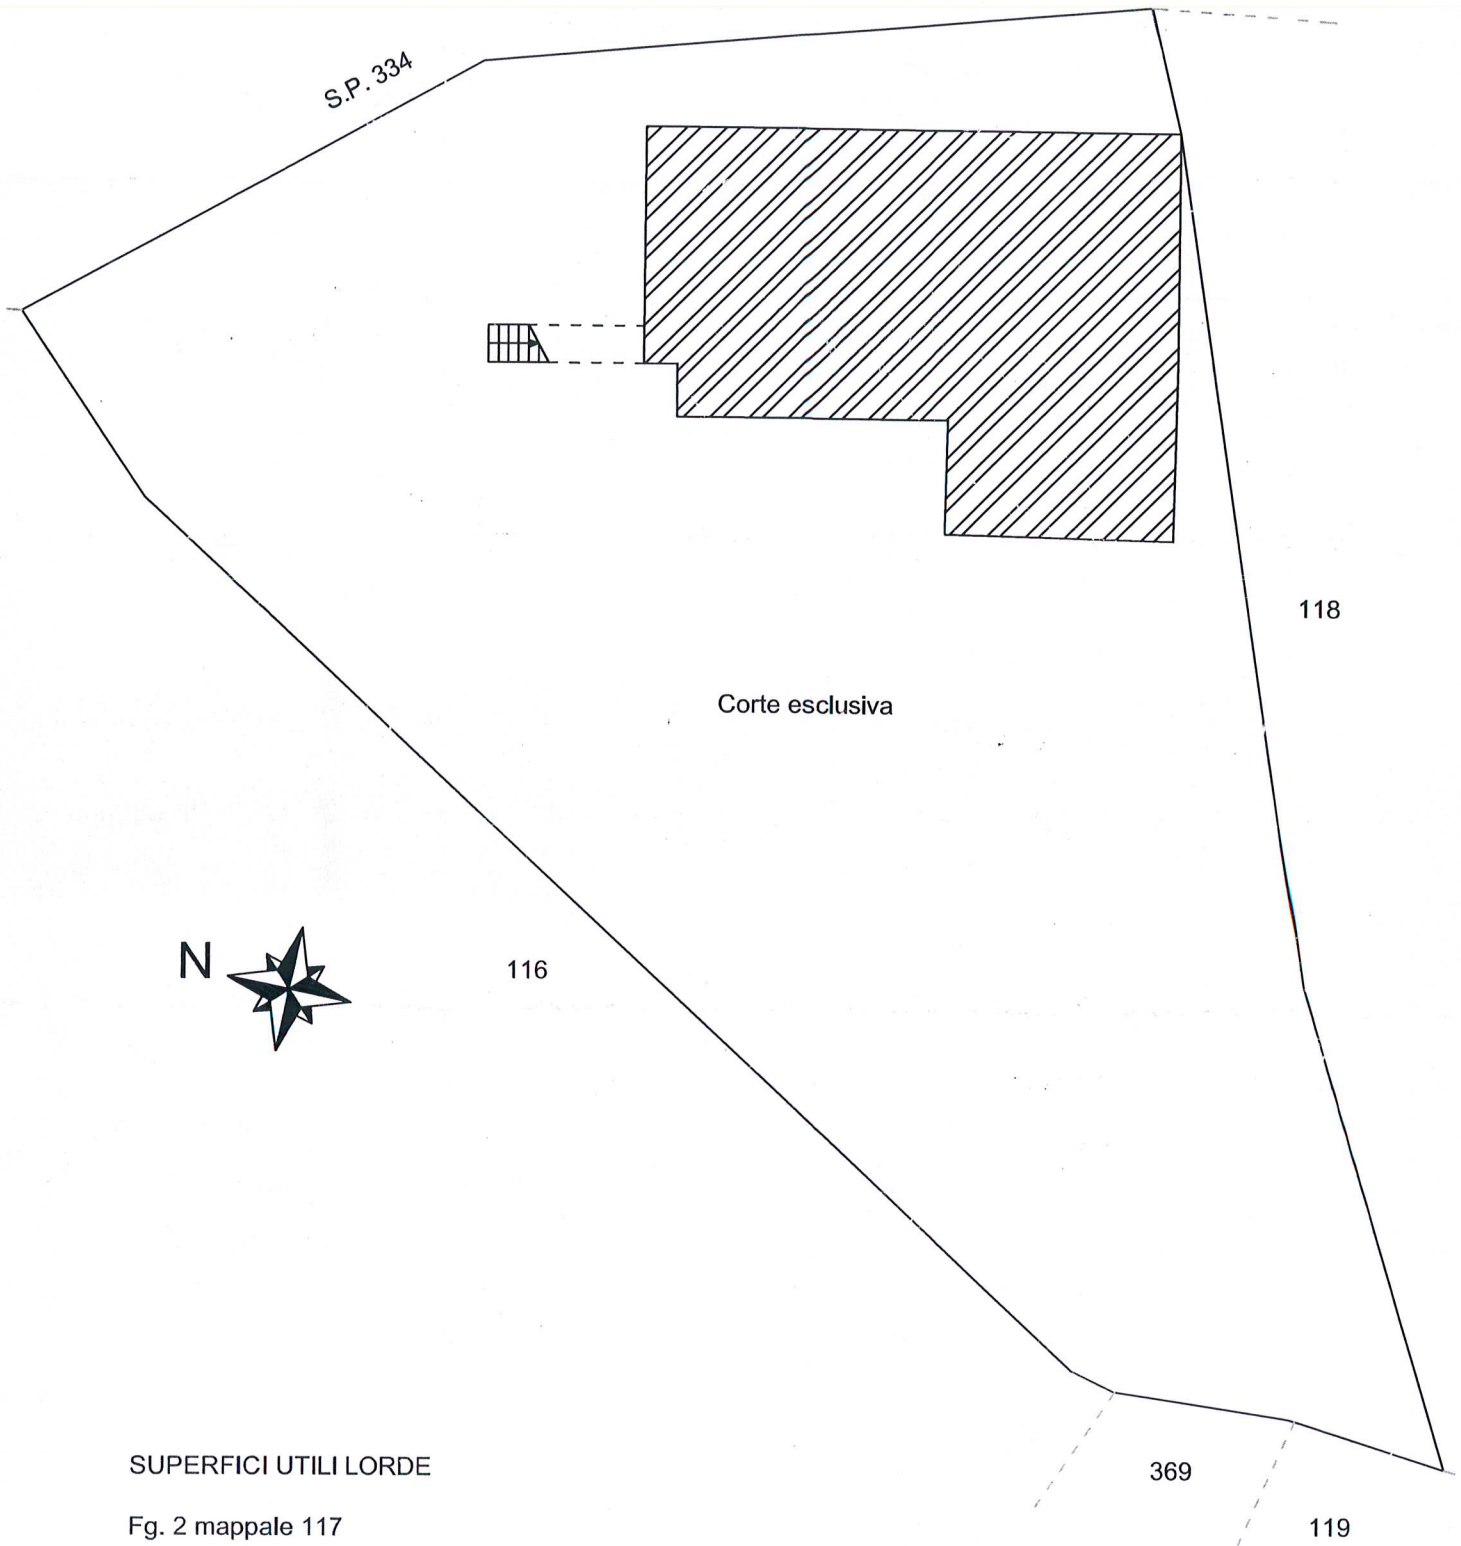 S.P. 334
118
Corte esclusiva
N
116
SUPERFICI UTILI LORDE
369
Fg. 2 mappale 117
119